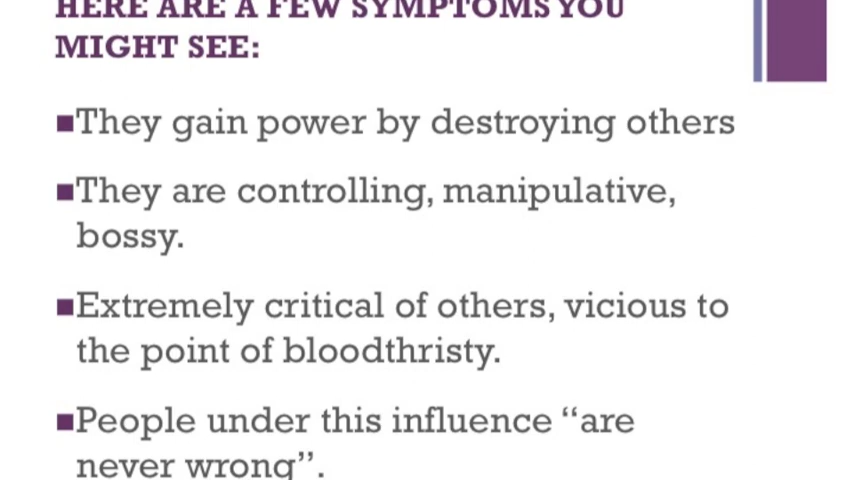 HERE ARE A FEW SYMPTOMS YOU
MIGHT SEE:
■They gain power by destroying others
■They are controlling, manipulative,
bossy.
■Extremely critical of others, vicious to
the point of bloodthristy.
■People under this influence “are
never wrong”.